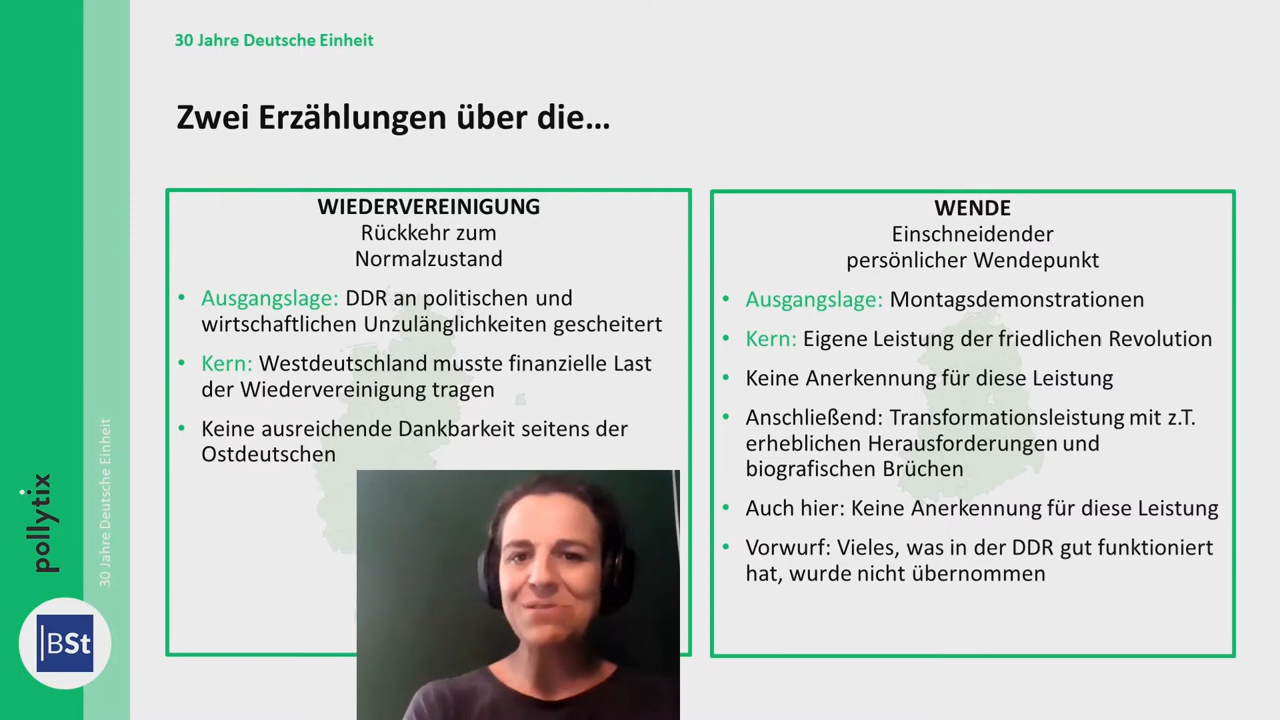 30 Jahre Deutsche Einheit
Zwei Erzählungen über die...
WIEDERVEREINIGUNG
Rückkehr zum
Normalzustand
• Ausgangslage: DDR an politischen und
wirtschaftlichen Unzulänglichkeiten gescheitert
• Kern: Westdeutschland musste finanzielle Last
der Wiedervereinigung tragen
• Keine ausreichende Dankbarkeit seitens der
Ostdeutschen
WENDE
Einschneidender
persönlicher Wendepunkt
• Ausgangslage: Montagsdemonstrationen
• Kern: Eigene Leistung der friedlichen Revolution
• Keine Anerkennung für diese Leistung
• Anschließend: Transformationsleistung mit z.T.
erheblichen Herausforderungen und
biografischen Brüchen
• Auch hier: Keine Anerkennung für diese Leistung
• Vorwurf: Vieles, was in der DDR gut funktioniert
hat, wurde nicht übernommen
pollytix
30 Jahre Deutsche Einheit
|BSt